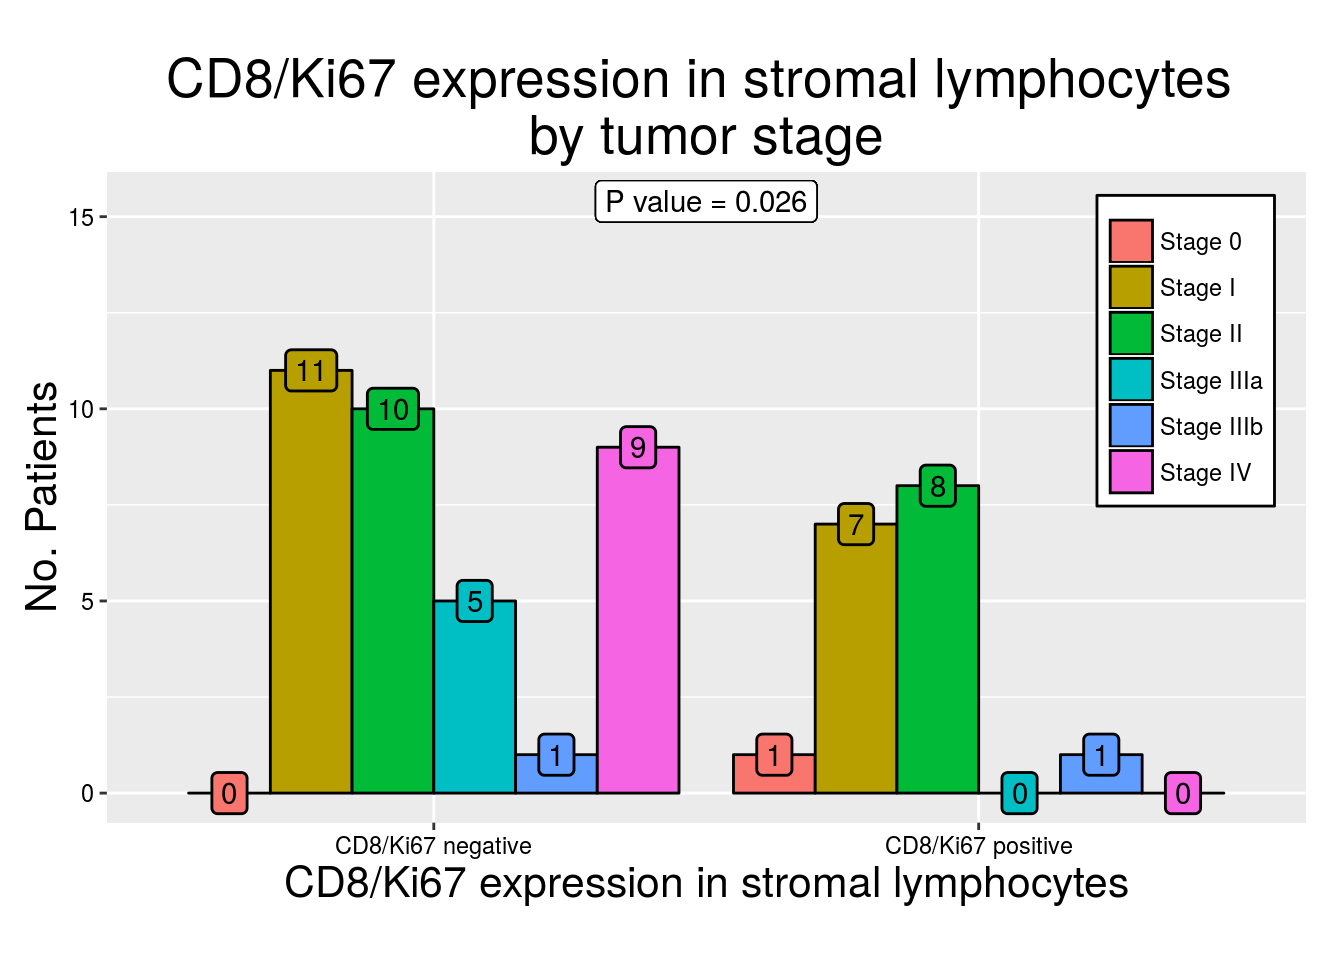 CD8/Ki67 expression in stromal lymphocytes
by tumor stage
P value = 0.026
No. Patients
15
10
5
0
Stage 0
Stage I
Stage II
Stage IIIa
Stage IIIb
Stage IV
0
11
10
5
1
9
1
7
8
0
1
0
CD8/Ki67 negative
CD8/Ki67 positive
CD8/Ki67 expression in stromal lymphocytes